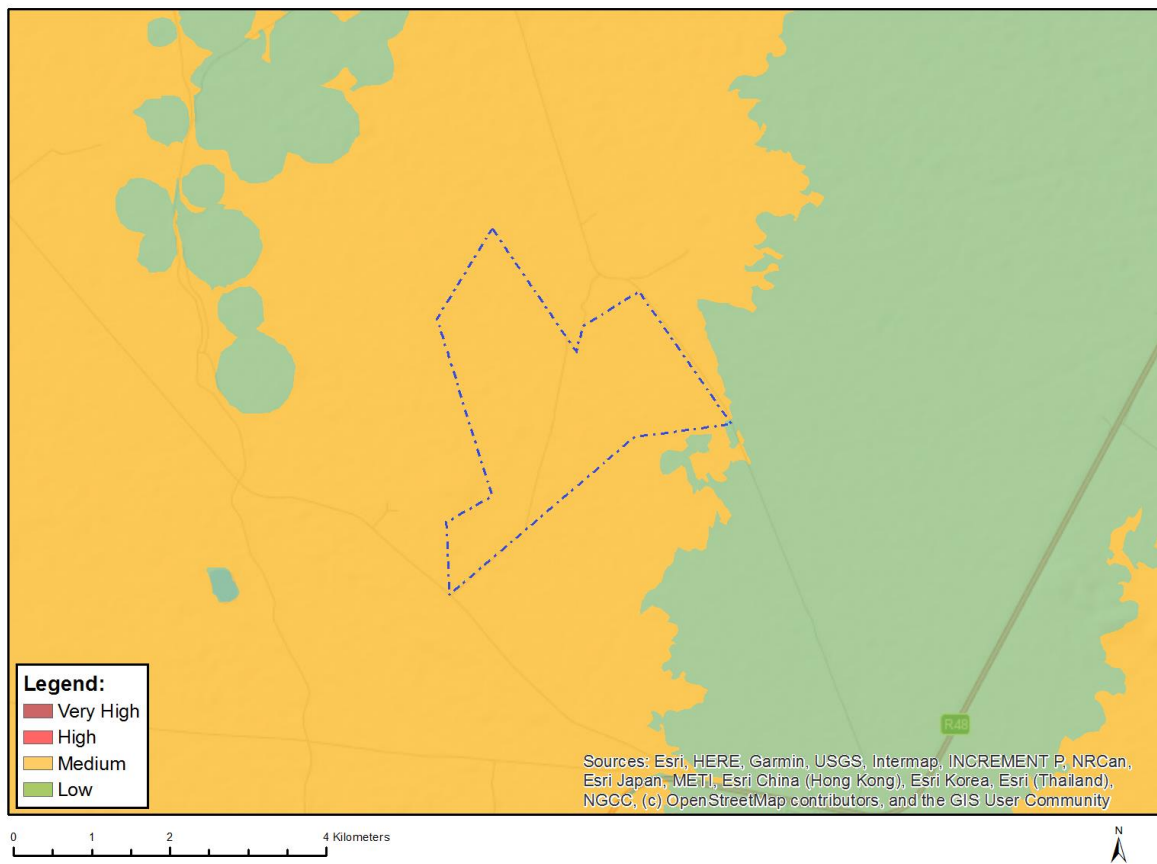 Legend:
Very High
High
Medium
Low
R48
Sources: Esri, HERE, Garmin, USGS, Intermap, INCREMENT P, NRCan,
Esri Japan, METI, Esri China (Hong Kong), Esri Korea, Esri (Thailand),
NGCC, (c) OpenStreetMap contributors, and the GIS User Community
0 1 2 4 Kilometers
N